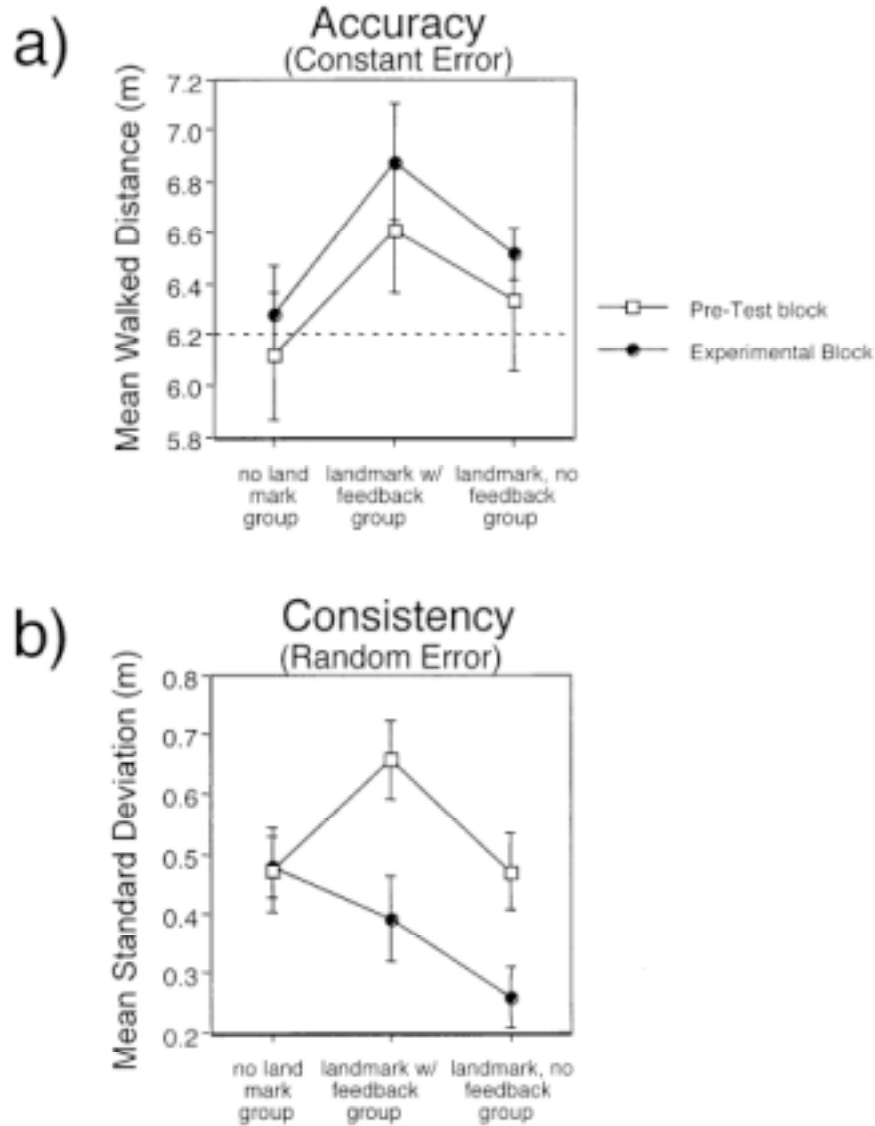 a)
Accuracy
(Constant Error)
Mean Walked Distance (m)
7.2
7.0
6.8
6.6
6.4
6.2
6.0
5.8
no land
mark
group
landmark w/
feedback
group
landmark, no
feedback
group
Pre-Test block
Experimental Block
b)
Consistency
(Random Error)
Mean Standard Deviation (m)
0.8
0.7
0.6
0.5
0.4
0.3
0.2
no land
mark
group
landmark w/
feedback
group
landmark, no
feedback
group